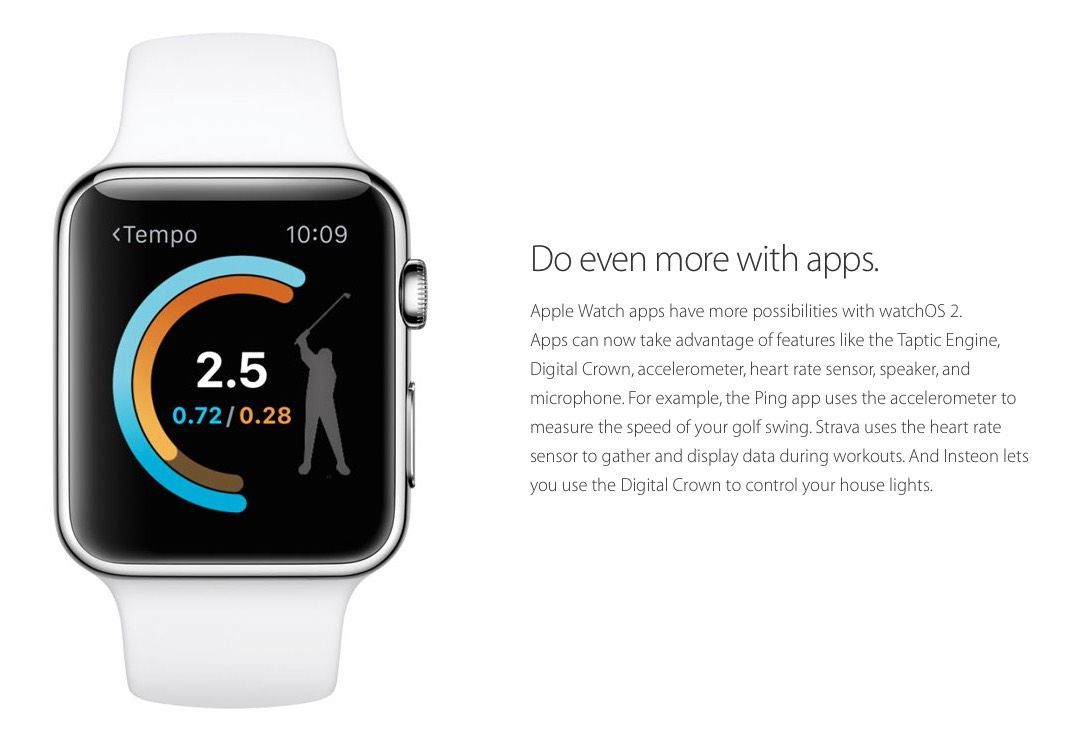 <Tempo 10:09
2.5
0.72/0.28
Do even more with apps.
Apple Watch apps have more possibilities with watchOS 2.
Apps can now take advantage of features like the Taptic Engine,
Digital Crown, accelerometer, heart rate sensor, speaker, and
microphone. For example, the Ping app uses the accelerometer to
measure the speed of your golf swing. Strava uses the heart rate
sensor to gather and display data during workouts. And Insteon lets
you use the Digital Crown to control your house lights.